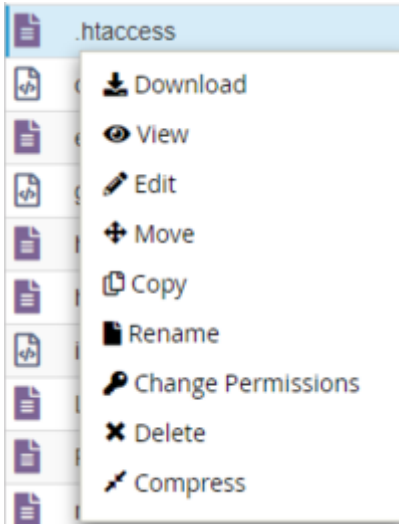 .htaccess
Download
View
Edit
Move
Copy
Rename
Change Permissions
Delete
Compress